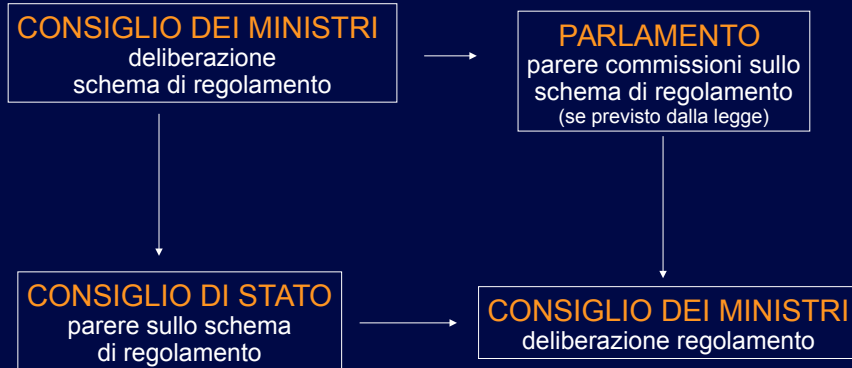 CONSIGLIO DEI MINISTRI
deliberazione
schema di regolamento
PARLAMENTO
parere commissioni sullo
schema di regolamento
(se previsto dalla legge)
CONSIGLIO DI STATO
parere sullo schema
di regolamento
CONSIGLIO DEI MINISTRI
deliberazione regolamento